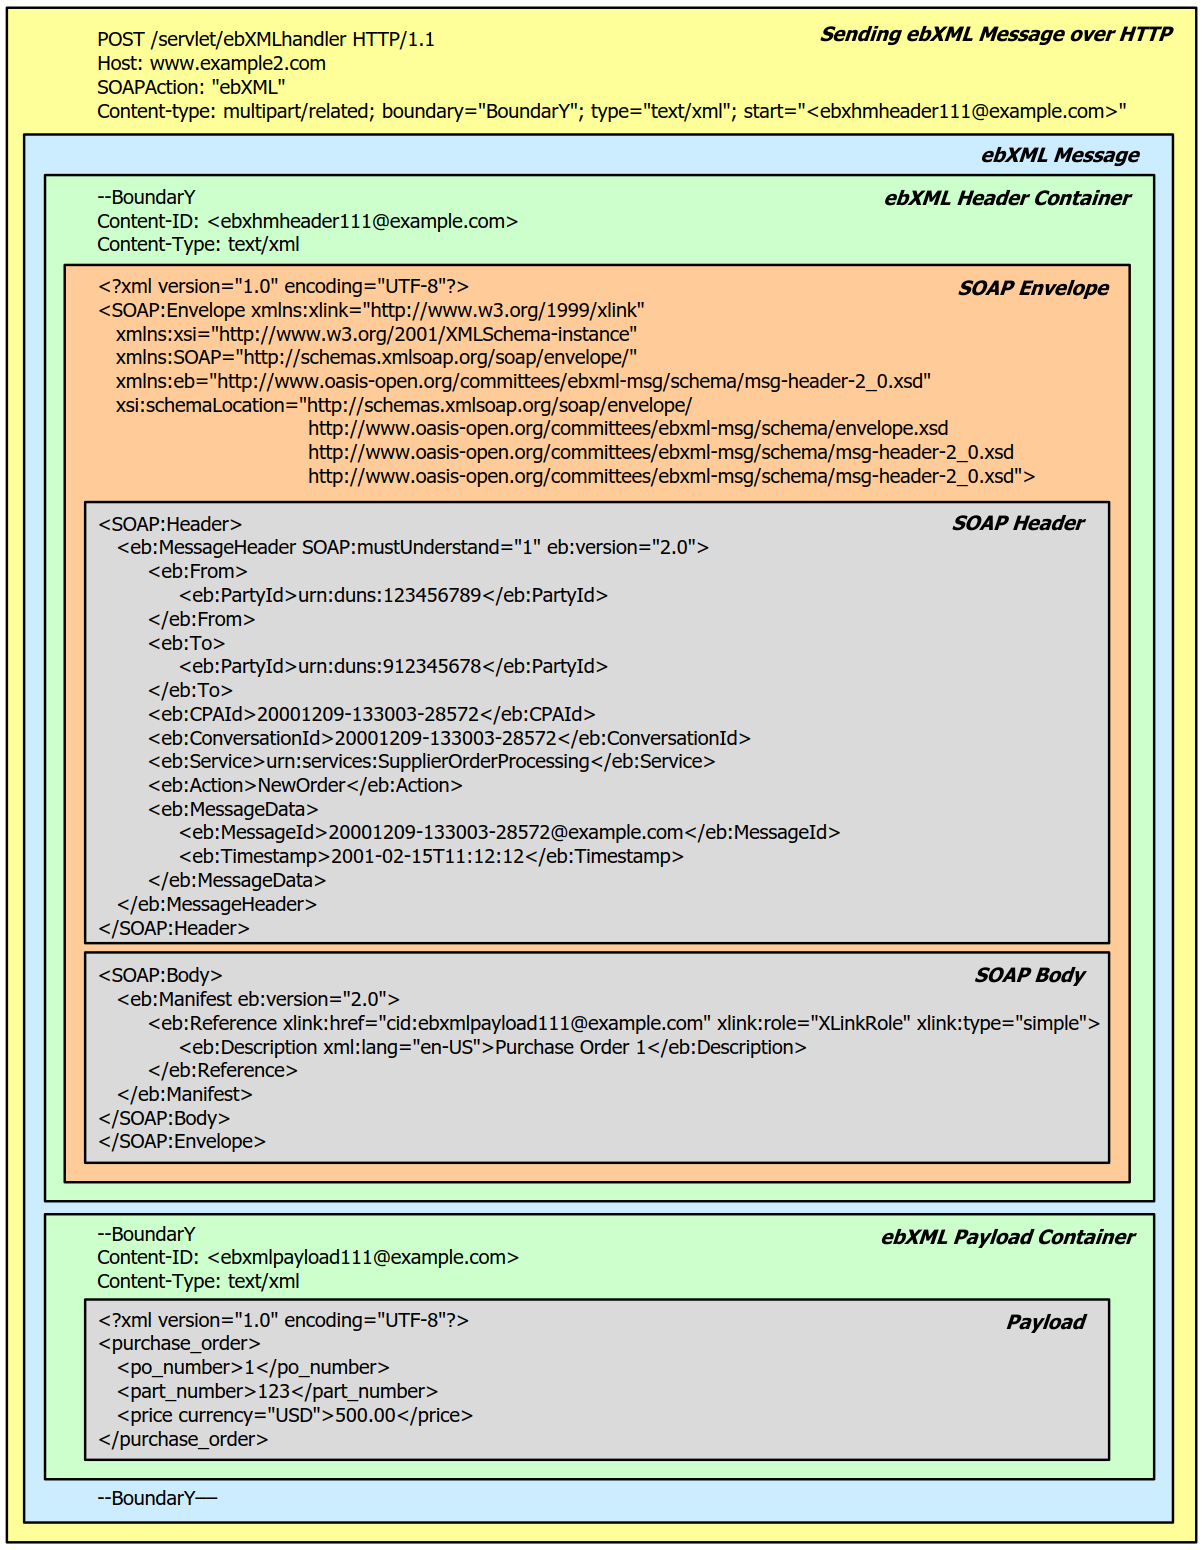 Sending ebXML Message over HTTP
POST /servlet/ebXMLhandler HTTP/1.1
Host: www.example2.com
SOAPAction: "ebXML"
Content-type: multipart/related; boundary="BoundarY"; type="text/xml"; start="<ebxhmheader111@example.com>"
ebXML Message
ebXML Header Container
--BoundarY
Content-ID: <ebxhmheader111@example.com>
Content-Type: text/xml
SOAP Envelope
<?xml version="1.0" encoding="UTF-8"?>
<SOAP:Envelope xmlns:xlink="http://www.w3.org/1999/xlink"
xmlns:xsi="http://www.w3.org/2001/XMLSchema-instance"
xmlns:SOAP="http://schemas.xmlsoap.org/soap/envelope/"
xmlns:eb="http://www.oasis-open.org/committees/ebxml-msg/schema/msg-header-2_0.xsd"
xsi:schemaLocation="http://schemas.xmlsoap.org/soap/envelope/
http://www.oasis-open.org/committees/ebxml-msg/schema/envelope.xsd
http://www.oasis-open.org/committees/ebxml-msg/schema/msg-header-2_0.xsd
http://www.oasis-open.org/committees/ebxml-msg/schema/msg-header-2_0.xsd">
SOAP Header
<SOAP:Header>
<eb:MessageHeader SOAP:mustUnderstand="1" eb:version="2.0">
<eb:From>
<eb:PartyId>urn:duns:123456789</eb:PartyId>
</eb:From>
<eb:To>
<eb:PartyId>urn:duns:912345678</eb:PartyId>
</eb:To>
<eb:CPAId>20001209-133003-28572</eb:CPAId>
<eb:ConversationId>20001209-133003-28572</eb:ConversationId>
<eb:Service>urn:services:SupplierOrderProcessing</eb:Service>
<eb:Action>NewOrder</eb:Action>
<eb:MessageData>
<eb:MessageId>20001209-133003-28572@example.com</eb:MessageId>
<eb:Timestamp>2001-02-15T11:12:12</eb:Timestamp>
</eb:MessageData>
</eb:MessageHeader>
</SOAP:Header>
SOAP Body
<SOAP:Body>
<eb:Manifest eb:version="2.0">
<eb:Reference xlink:href="cid:ebxmlpayload111@example.com" xlink:role="XLinkRole" xlink:type="simple">
<eb:Description xml:lang="en-US">Purchase Order 1</eb:Description>
</eb:Reference>
</eb:Manifest>
</SOAP:Body>
</SOAP:Envelope>
ebXML Payload Container
--BoundarY
Content-ID: <ebxmlpayload111@example.com>
Content-Type: text/xml
Payload
<?xml version="1.0" encoding="UTF-8"?>
<purchase_order>
<po_number>1</po_number>
<part_number>123</part_number>
<price currency="USD">500.00</price>
</purchase_order>
--BoundarY—